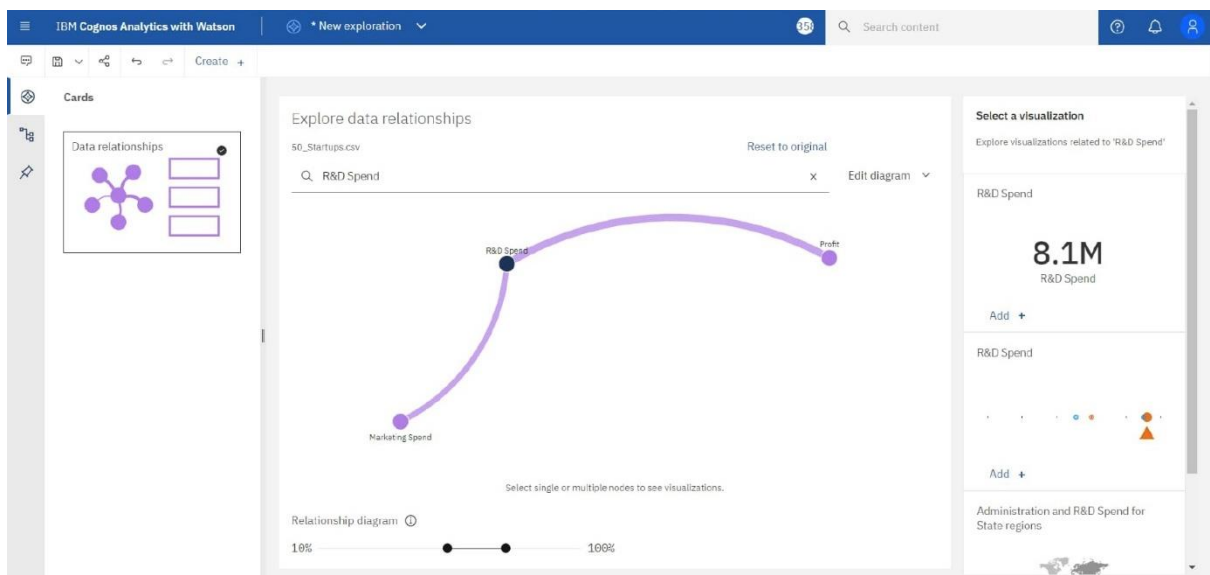 IBM Cognos Analytics with Watson
* New exploration
Search content
Create +
Cards
Data relationships
Explore data relationships
50_Startups.csv
Reset to original
R&D Spend
x
Edit diagram
R&D Spend
Profit
Marketing Spend
Select single or multiple nodes to see visualizations.
Relationship diagram
10%
100%
Select a visualization
Explore visualizations related to 'R&D Spend'
R&D Spend
8.1M
R&D Spend
Add +
R&D Spend
Add +
Administration and R&D Spend for
State regions